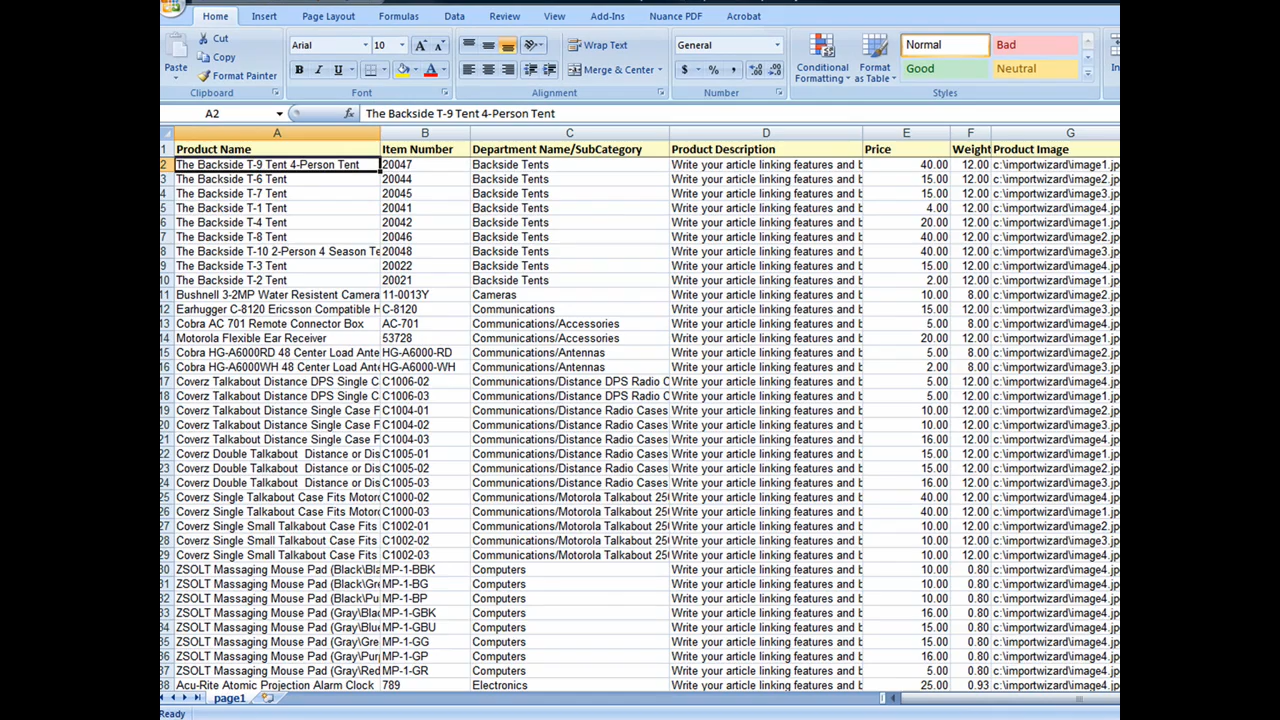 Home Insert Page Layout Formulas Data Review View Add-Ins Nuance PDF Acrobat
Paste Cut Arial 10 Wrap Text General Conditional Formatting Format as Table Normal Bad
Copy
Format Painter Merge & Center $ % , Good Neutral
Clipboard Font Alignment Number Styles
A2 fx The Backside T-9 Tent 4-Person Tent
A B C D E F G
1 Product Name Item Number Department Name/SubCategory Product Description Price Weight Product Image
2 The Backside T-9 Tent 4-Person Tent 20047 Backside Tents Write your article linking features and b 40.00 12.00 c:\importwizard\image1.jp
3 The Backside T-6 Tent 20044 Backside Tents Write your article linking features and b 15.00 12.00 c:\importwizard\image2.jp
4 The Backside T-7 Tent 20045 Backside Tents Write your article linking features and b 15.00 12.00 c:\importwizard\image3.jp
5 The Backside T-1 Tent 20041 Backside Tents Write your article linking features and b 4.00 12.00 c:\importwizard\image4.jp
6 The Backside T-4 Tent 20042 Backside Tents Write your article linking features and b 20.00 12.00 c:\importwizard\image1.jp
7 The Backside T-8 Tent 20046 Backside Tents Write your article linking features and b 40.00 12.00 c:\importwizard\image2.jp
8 The Backside T-10 2-Person 4 Season Te 20048 Backside Tents Write your article linking features and b 40.00 12.00 c:\importwizard\image3.jp
9 The Backside T-3 Tent 20022 Backside Tents Write your article linking features and b 15.00 12.00 c:\importwizard\image4.jp
10 The Backside T-2 Tent 20021 Backside Tents Write your article linking features and b 2.00 12.00 c:\importwizard\image1.jp
11 Bushnell 3-2MP Water Resistent Camera 11-0013Y Cameras Write your article linking features and b 10.00 8.00 c:\importwizard\image2.jp
12 Earhugger C-8120 Ericsson Compatible H C-8120 Communications Write your article linking features and b 10.00 8.00 c:\importwizard\image3.jp
13 Cobra AC 701 Remote Connector Box AC-701 Communications/Accessories Write your article linking features and b 5.00 8.00 c:\importwizard\image4.jp
14 Motorola Flexible Ear Receiver 53728 Communications/Accessories Write your article linking features and b 20.00 8.00 c:\importwizard\image1.jp
15 Cobra HG-A6000RD 48 Center Load Ante HG-A6000-RD Communications/Antennas Write your article linking features and b 5.00 8.00 c:\importwizard\image2.jp
16 Cobra HG-A6000WH 48 Center Load Ante HG-A6000-WH Communications/Antennas Write your article linking features and b 2.00 8.00 c:\importwizard\image3.jp
17 Coverz Talkabout Distance DPS Single C C1006-02 Communications/Distance DPS Radio C Write your article linking features and b 5.00 12.00 c:\importwizard\image4.jp
18 Coverz Talkabout Distance DPS Single C C1006-03 Communications/Distance DPS Radio C Write your article linking features and b 5.00 12.00 c:\importwizard\image1.jp
19 Coverz Talkabout Distance Single Case F C1004-01 Communications/Distance Radio Cases Write your article linking features and b 10.00 12.00 c:\importwizard\image2.jp
20 Coverz Talkabout Distance Single Case F C1004-02 Communications/Distance Radio Cases Write your article linking features and b 10.00 12.00 c:\importwizard\image3.jp
21 Coverz Talkabout Distance Single Case F C1004-03 Communications/Distance Radio Cases Write your article linking features and b 16.00 12.00 c:\importwizard\image4.jp
22 Coverz Double Talkabout Distance or Dis C1005-01 Communications/Distance Radio Cases Write your article linking features and b 15.00 12.00 c:\importwizard\image1.jp
23 Coverz Double Talkabout Distance or Dis C1005-02 Communications/Distance Radio Cases Write your article linking features and b 15.00 12.00 c:\importwizard\image2.jp
24 Coverz Double Talkabout Distance or Dis C1005-03 Communications/Distance Radio Cases Write your article linking features and b 16.00 12.00 c:\importwizard\image3.jp
25 Coverz Single Talkabout Case Fits Motoro C1000-02 Communications/Motorola Talkabout 250 Write your article linking features and b 40.00 12.00 c:\importwizard\image4.jp
26 Coverz Single Talkabout Case Fits Motoro C1000-03 Communications/Motorola Talkabout 250 Write your article linking features and b 40.00 12.00 c:\importwizard\image1.jp
27 Coverz Single Small Talkabout Case Fits C1002-01 Communications/Motorola Talkabout 250 Write your article linking features and b 10.00 12.00 c:\importwizard\image2.jp
28 Coverz Single Small Talkabout Case Fits C1002-02 Communications/Motorola Talkabout 250 Write your article linking features and b 10.00 12.00 c:\importwizard\image3.jp
29 Coverz Single Small Talkabout Case Fits C1002-03 Communications/Motorola Talkabout 250 Write your article linking features and b 10.00 12.00 c:\importwizard\image4.jp
30 ZSOLT Massaging Mouse Pad (Black\Bla MP-1-BBK Computers Write your article linking features and b 10.00 0.80 c:\importwizard\image4.jp
31 ZSOLT Massaging Mouse Pad (Black\Gre MP-1-BG Computers Write your article linking features and b 10.00 0.80 c:\importwizard\image4.jp
32 ZSOLT Massaging Mouse Pad (Black\Pu MP-1-BP Computers Write your article linking features and b 10.00 0.80 c:\importwizard\image4.jp
33 ZSOLT Massaging Mouse Pad (Gray\Blac MP-1-GBK Computers Write your article linking features and b 16.00 0.80 c:\importwizard\image4.jp
34 ZSOLT Massaging Mouse Pad (Gray\Blu MP-1-GBU Computers Write your article linking features and b 15.00 0.80 c:\importwizard\image4.jp
35 ZSOLT Massaging Mouse Pad (Gray\Gre MP-1-GG Computers Write your article linking features and b 15.00 0.80 c:\importwizard\image4.jp
36 ZSOLT Massaging Mouse Pad (Gray\Pur MP-1-GP Computers Write your article linking features and b 16.00 0.80 c:\importwizard\image4.jp
37 ZSOLT Massaging Mouse Pad (Gray\Red MP-1-GR Computers Write your article linking features and b 5.00 0.80 c:\importwizard\image4.jp
38 Acu-Rite Atomic Projection Alarm Clock 789 Electronics Write your article linking features and b 25.00 0.93 c:\importwizard\image4.jp
page1
Ready